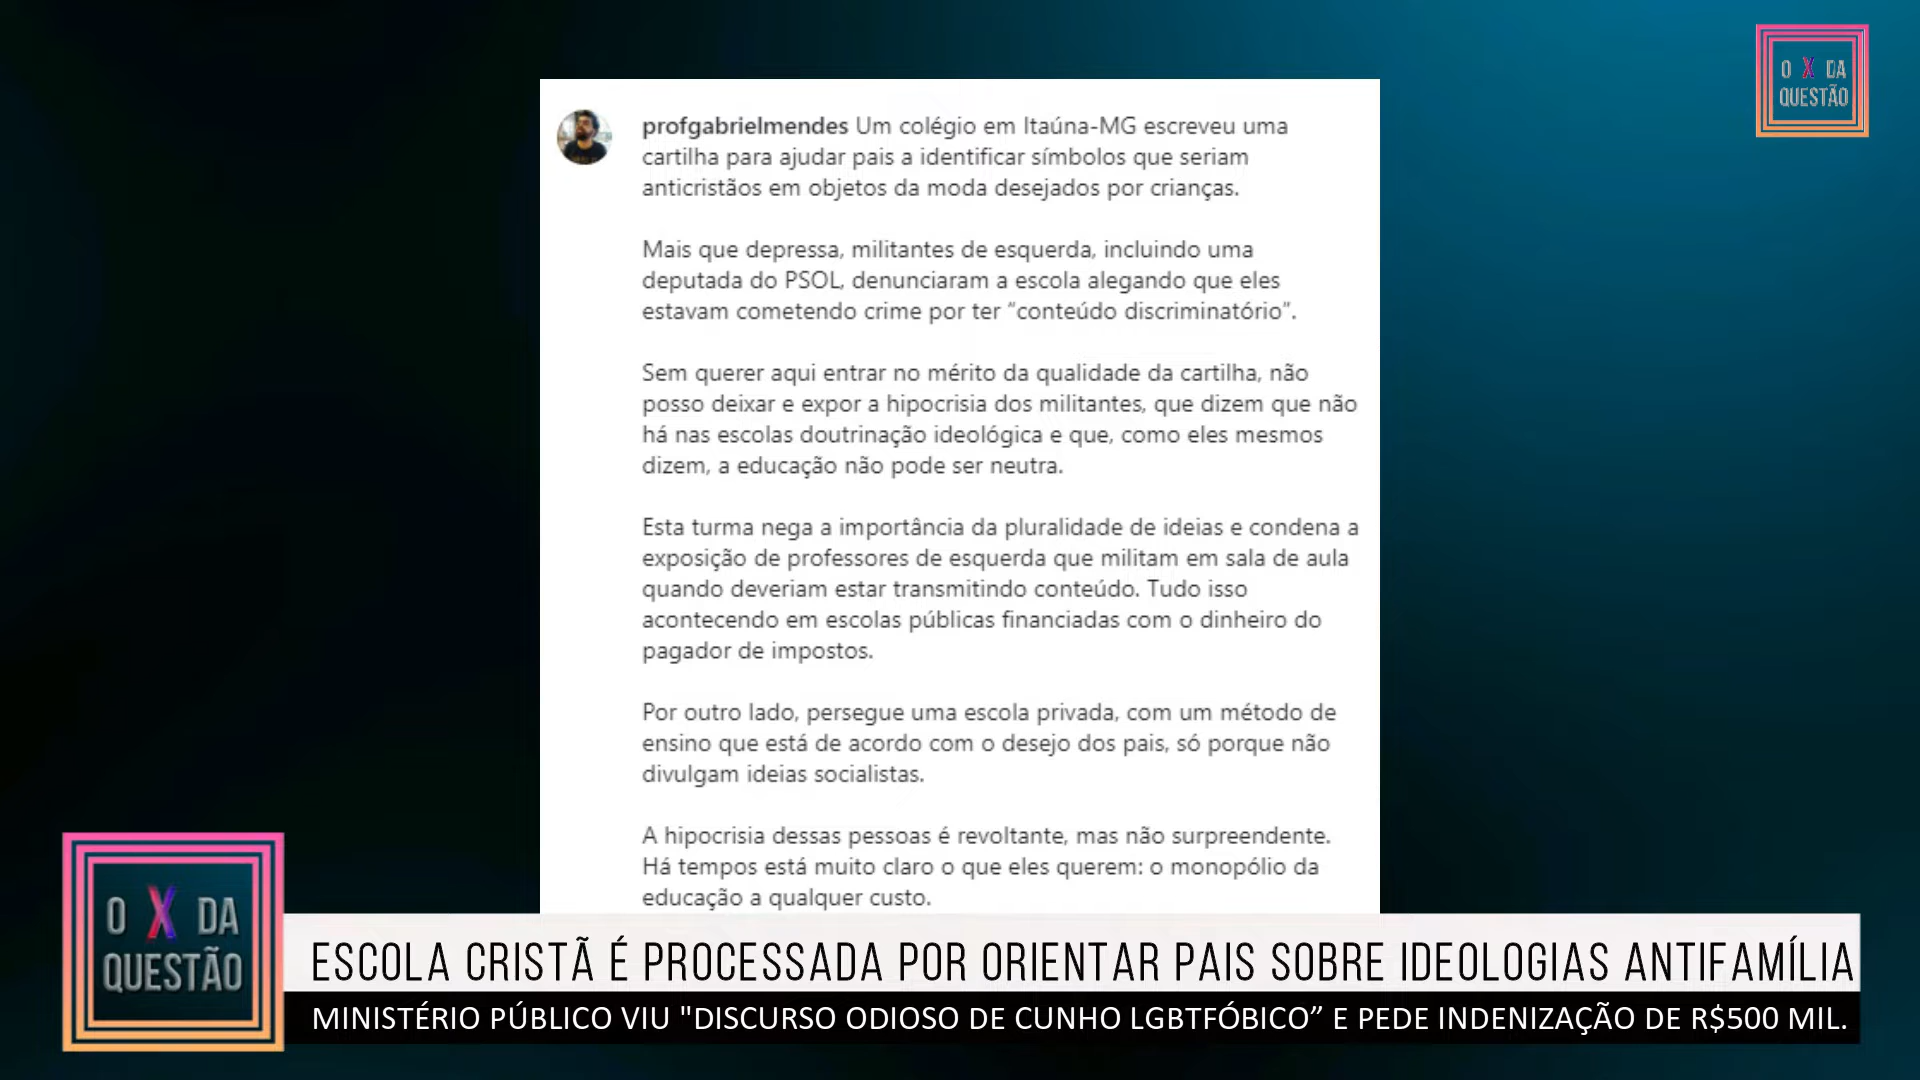 O X DA
QUESTÃO
profgabrielmendes Um colégio em Itaúna-MG escreveu uma
cartilha para ajudar pais a identificar símbolos que seriam
anticristãos em objetos da moda desejados por crianças.
Mais que depressa, militantes de esquerda, incluindo uma
deputada do PSOL, denunciaram a escola alegando que eles
estavam cometendo crime por ter “conteúdo discriminatório”.
Sem querer aqui entrar no mérito da qualidade da cartilha, não
posso deixar e expor a hipocrisia dos militantes, que dizem que não
há nas escolas doutrinação ideológica e que, como eles mesmos
dizem, a educação não pode ser neutra.
Esta turma nega a importância da pluralidade de ideias e condena a
exposição de professores de esquerda que militam em sala de aula
quando deveriam estar transmitindo conteúdo. Tudo isso
acontecendo em escolas públicas financiadas com o dinheiro do
pagador de impostos.
Por outro lado, persegue uma escola privada, com um método de
ensino que está de acordo com o desejo dos pais, só porque não
divulgam ideias socialistas.
A hipocrisia dessas pessoas é revoltante, mas não surpreendente.
Há tempos está muito claro o que eles querem: o monopólio da
educação a qualquer custo.
O X DA
QUESTÃO
ESCOLA CRISTÃ É PROCESSADA POR ORIENTAR PAIS SOBRE IDEOLOGIAS ANTIFAMÍLIA
MINISTÉRIO PÚBLICO VIU "DISCURSO ODIOSO DE CUNHO LGBTFÓBICO” E PEDE INDENIZAÇÃO DE R$500 MIL.